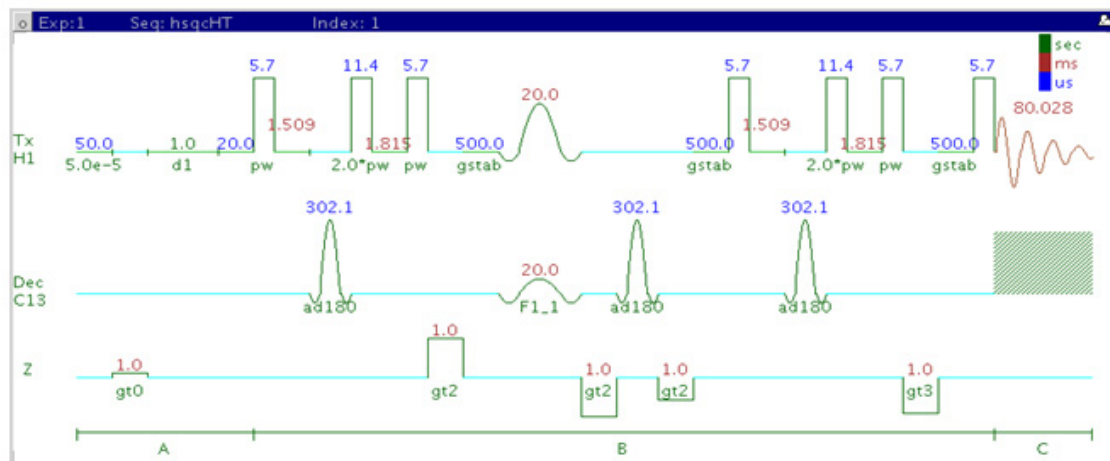 o Exp:1 Seq: hsqcHT Index: 1
sec
ms
us
5.7 11.4 5.7 20.0 5.7 11.4 5.7 5.7 80.028
Tx
H1
50.0 1.0 20.0 1.509 1.815 500.0 500.0 1.509 1.815 500.0
5.0e-5 d1 pw 2.0*pw pw gstab gstab pw 2.0*pw pw gstab
302.1 20.0 302.1 302.1
Dec
C13
ad180 F1_1 ad180 ad180
Z
1.0 1.0 1.0 1.0 1.0
gt0 gt2 gt2 gt2 gt3
A B C